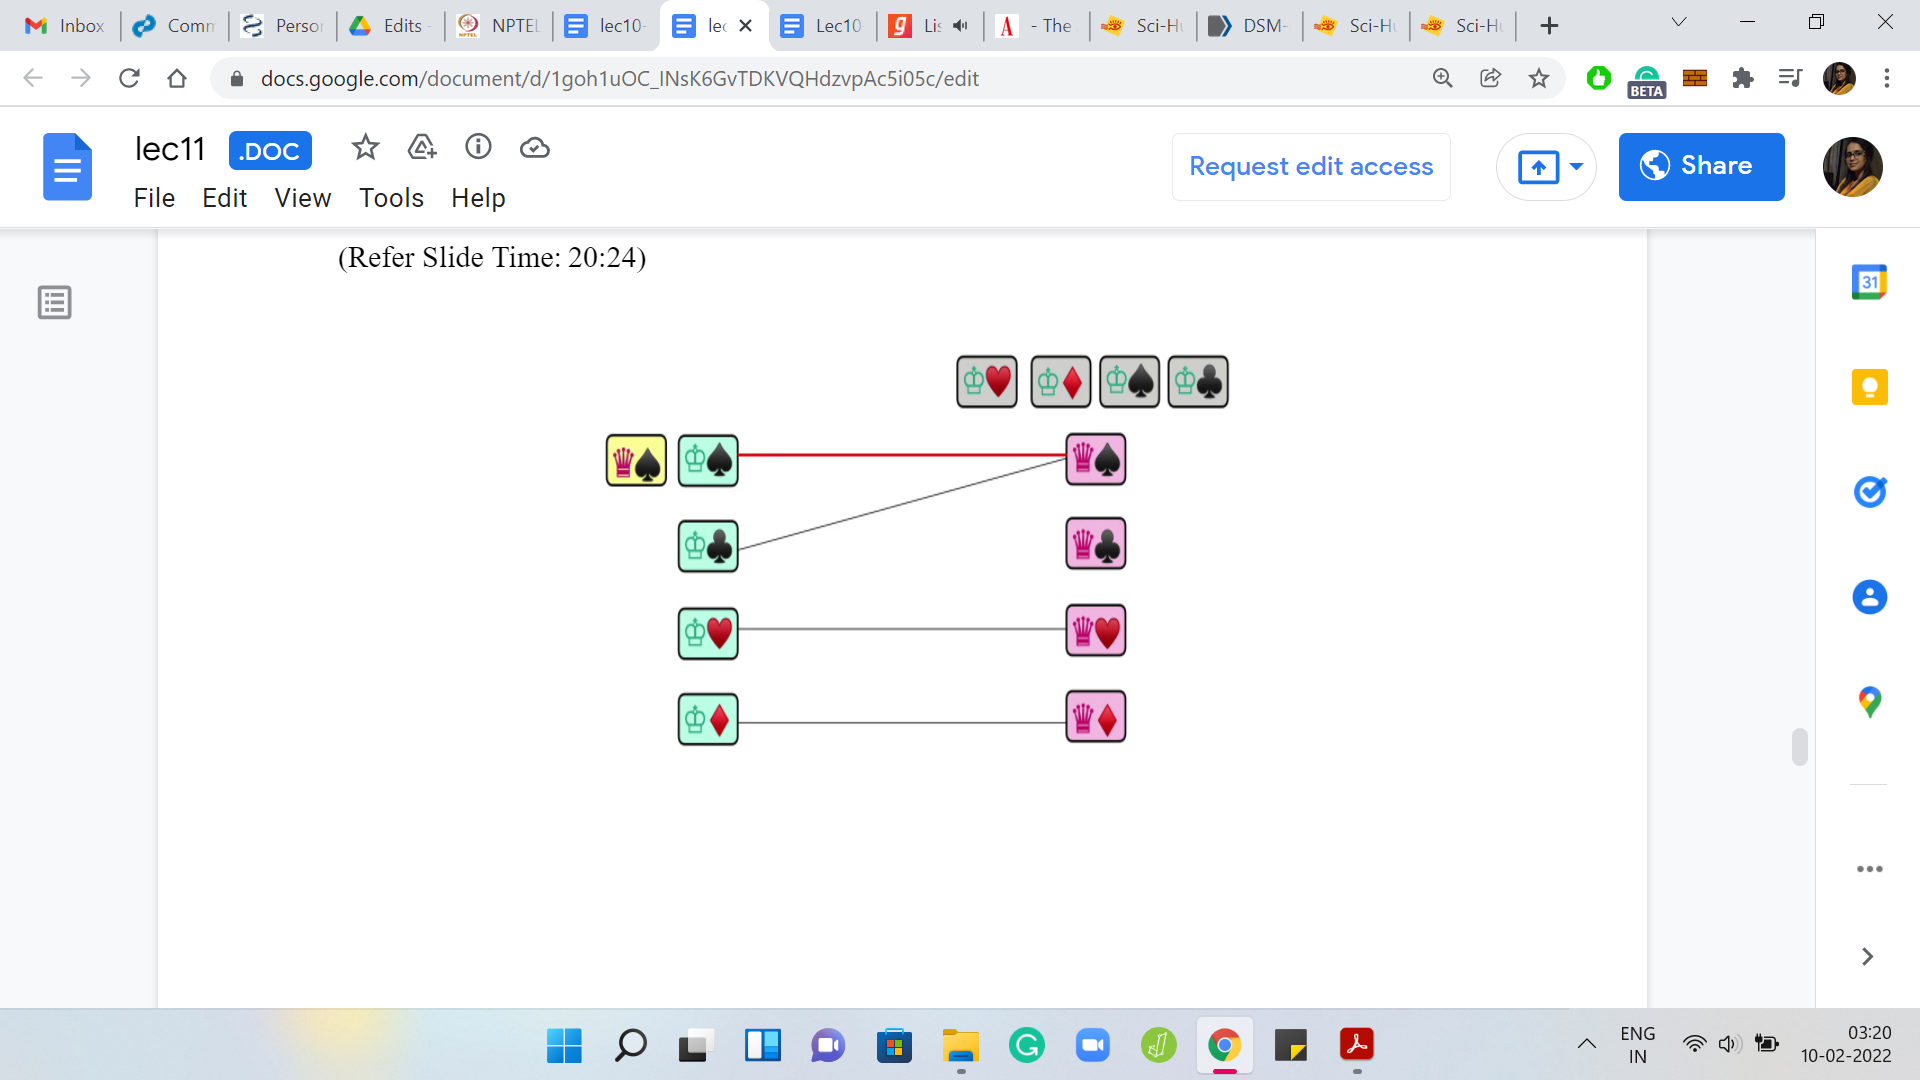 Inbox Comm Person Edits - NPTEL lec10- lec Lec10 Lis - The Sci-Hu DSM- Sci-Hu Sci-Hu
docs.google.com/document/d/1goh1uOC_INsK6GvTDKVQHdzvpAc5i05c/edit
BETA
lec11 .DOC
File Edit View Tools Help
Request edit access
Share
31
(Refer Slide Time: 20:24)
ENG
IN
03:20
10-02-2022